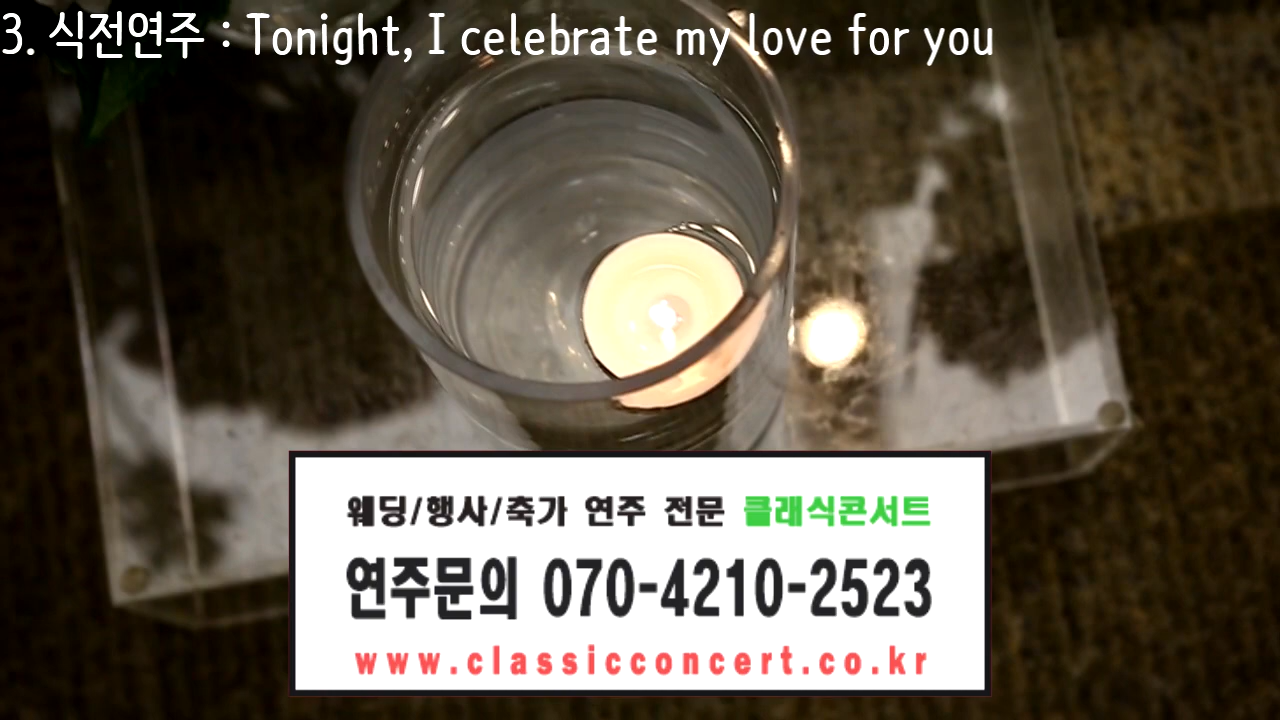 3. 식전연주 : Tonight, I celebrate my love for you
웨딩/행사/축가 연주 전문 클래식콘서트
연주문의 070-4210-2523
www.classicconcert.co.kr